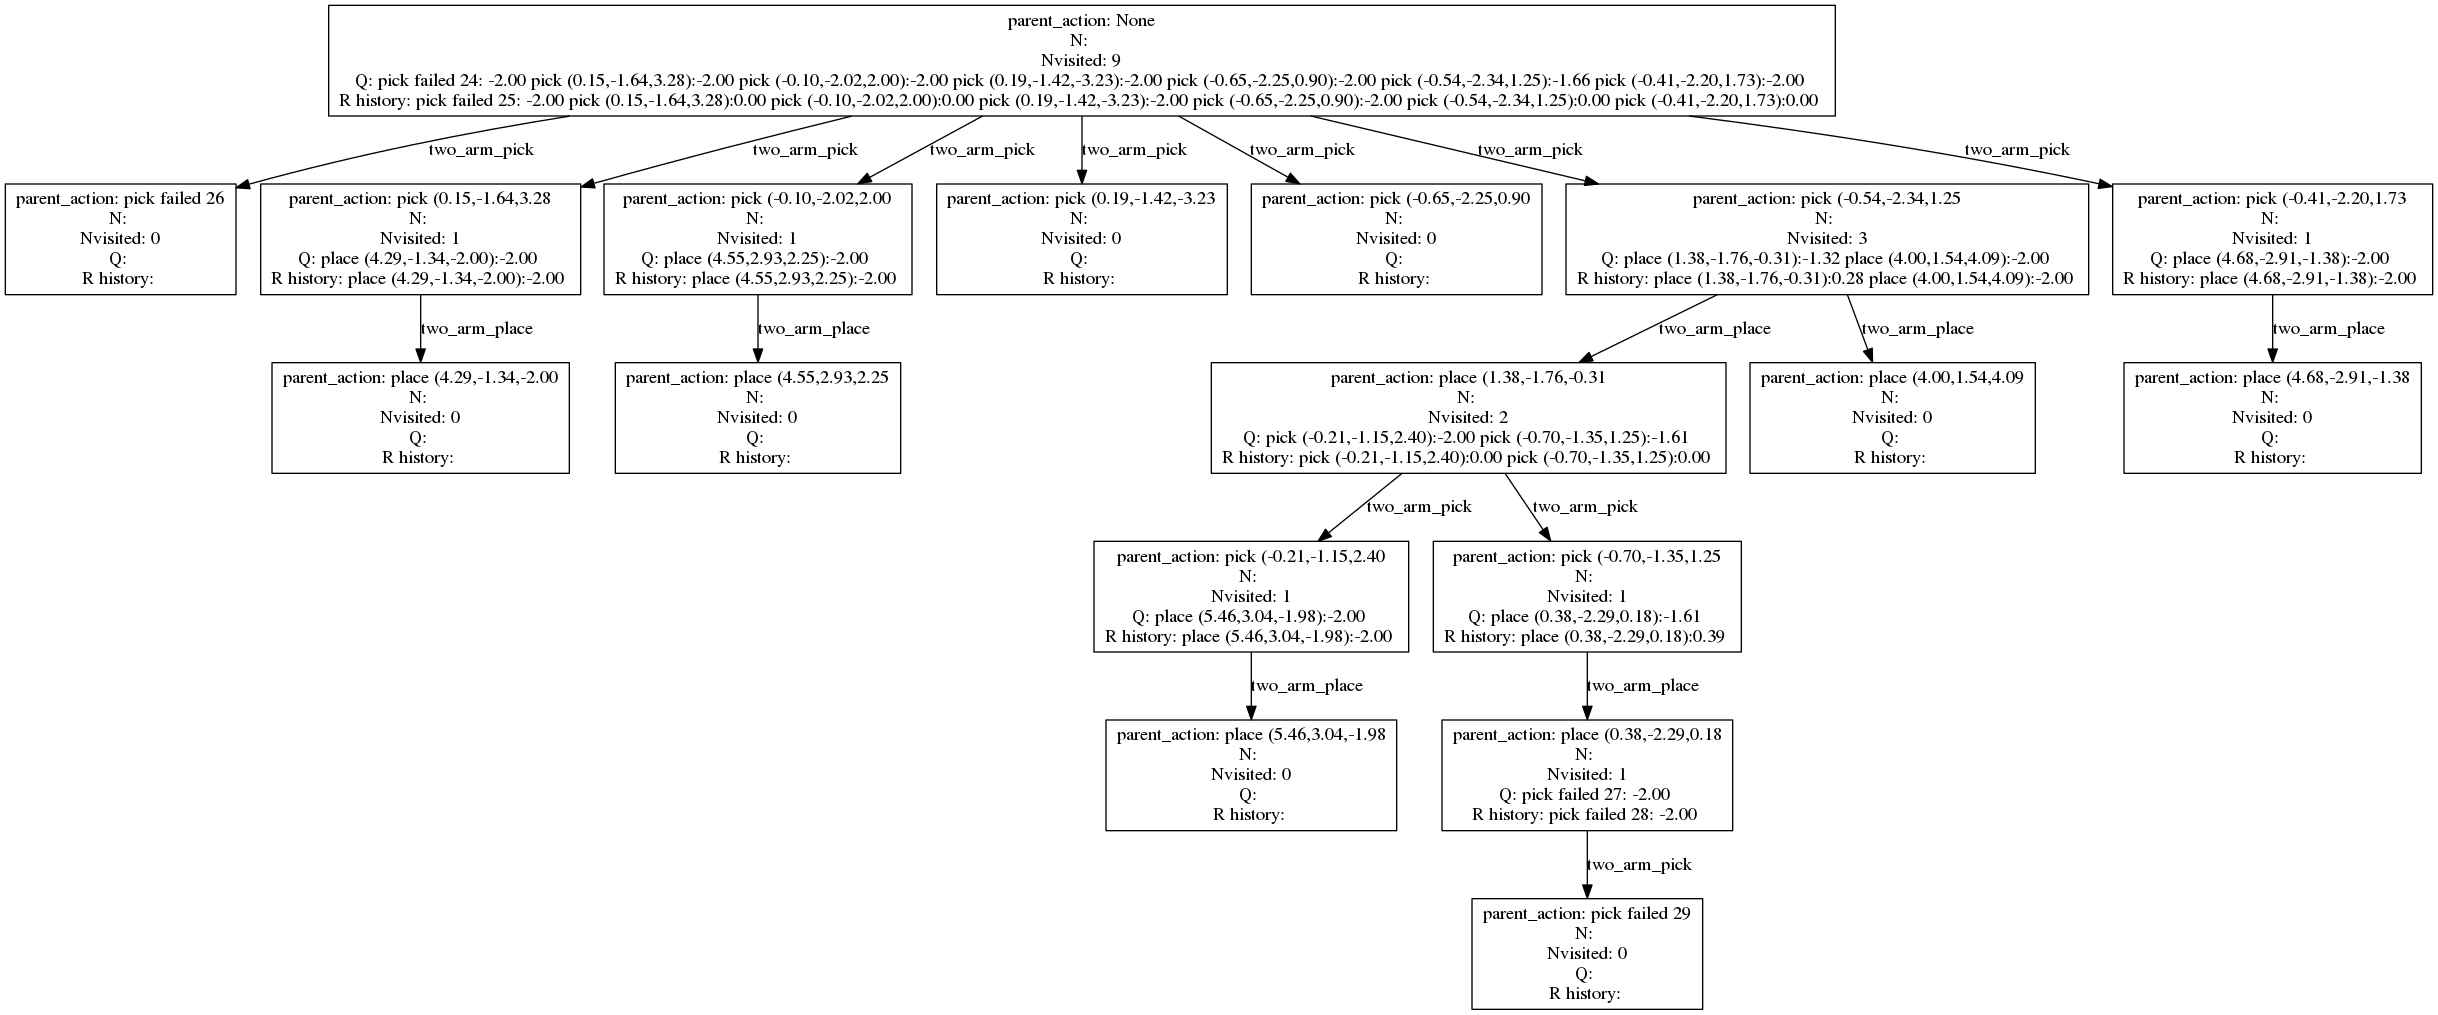 parent_action: None
N:
Nvisited: 9
Q: pick failed 24: -2.00 pick (0.15,-1.64,3.28):-2.00 pick (-0.10,-2.02,2.00):-2.00 pick (0.19,-1.42,-3.23):-2.00 pick (-0.65,-2.25,0.90):-2.00 pick (-0.54,-2.34,1.25):-1.66 pick (-0.41,-2.20,1.73):-2.00
R history: pick failed 25: -2.00 pick (0.15,-1.64,3.28):0.00 pick (-0.10,-2.02,2.00):0.00 pick (0.19,-1.42,-3.23):-2.00 pick (-0.65,-2.25,0.90):-2.00 pick (-0.54,-2.34,1.25):0.00 pick (-0.41,-2.20,1.73):0.00
two_arm_pick
two_arm_pick
two_arm_pick
two_arm_pick
two_arm_pick
two_arm_pick
two_arm_pick
parent_action: pick failed 26
N:
Nvisited: 0
Q:
R history:
parent_action: pick (0.15,-1.64,3.28
N:
Nvisited: 1
Q: place (4.29,-1.34,-2.00):-2.00
R history: place (4.29,-1.34,-2.00):-2.00
parent_action: pick (-0.10,-2.02,2.00
N:
Nvisited: 1
Q: place (4.55,2.93,2.25):-2.00
R history: place (4.55,2.93,2.25):-2.00
parent_action: pick (0.19,-1.42,-3.23
N:
Nvisited: 0
Q:
R history:
parent_action: pick (-0.65,-2.25,0.90
N:
Nvisited: 0
Q:
R history:
parent_action: pick (-0.54,-2.34,1.25
N:
Nvisited: 3
Q: place (1.38,-1.76,-0.31):-1.32 place (4.00,1.54,4.09):-2.00
R history: place (1.38,-1.76,-0.31):0.28 place (4.00,1.54,4.09):-2.00
parent_action: pick (-0.41,-2.20,1.73
N:
Nvisited: 1
Q: place (4.68,-2.91,-1.38):-2.00
R history: place (4.68,-2.91,-1.38):-2.00
two_arm_place
two_arm_place
two_arm_place
two_arm_place
two_arm_place
parent_action: place (4.29,-1.34,-2.00
N:
Nvisited: 0
Q:
R history:
parent_action: place (4.55,2.93,2.25
N:
Nvisited: 0
Q:
R history:
parent_action: place (1.38,-1.76,-0.31
N:
Nvisited: 2
Q: pick (-0.21,-1.15,2.40):-2.00 pick (-0.70,-1.35,1.25):-1.61
R history: pick (-0.21,-1.15,2.40):0.00 pick (-0.70,-1.35,1.25):0.00
parent_action: place (4.00,1.54,4.09
N:
Nvisited: 0
Q:
R history:
parent_action: place (4.68,-2.91,-1.38
N:
Nvisited: 0
Q:
R history:
two_arm_pick
two_arm_pick
parent_action: pick (-0.21,-1.15,2.40
N:
Nvisited: 1
Q: place (5.46,3.04,-1.98):-2.00
R history: place (5.46,3.04,-1.98):-2.00
parent_action: pick (-0.70,-1.35,1.25
N:
Nvisited: 1
Q: place (0.38,-2.29,0.18):-1.61
R history: place (0.38,-2.29,0.18):0.39
two_arm_place
two_arm_place
parent_action: place (5.46,3.04,-1.98
N:
Nvisited: 0
Q:
R history:
parent_action: place (0.38,-2.29,0.18
N:
Nvisited: 1
Q: pick failed 27: -2.00
R history: pick failed 28: -2.00
two_arm_pick
parent_action: pick failed 29
N:
Nvisited: 0
Q:
R history: